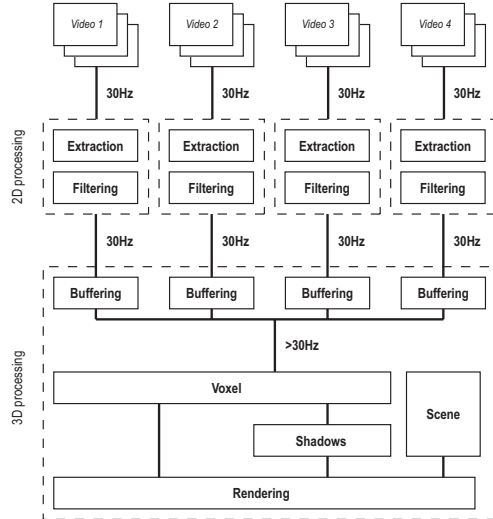 Video 1 Video 2 Video 3 Video 4
30Hz 30Hz 30Hz 30Hz
2D processing
Extraction Extraction Extraction Extraction
Filtering Filtering Filtering Filtering
30Hz 30Hz 30Hz 30Hz
3D processing
Buffering Buffering Buffering Buffering
>30Hz
Voxel
Scene
Shadows
Rendering